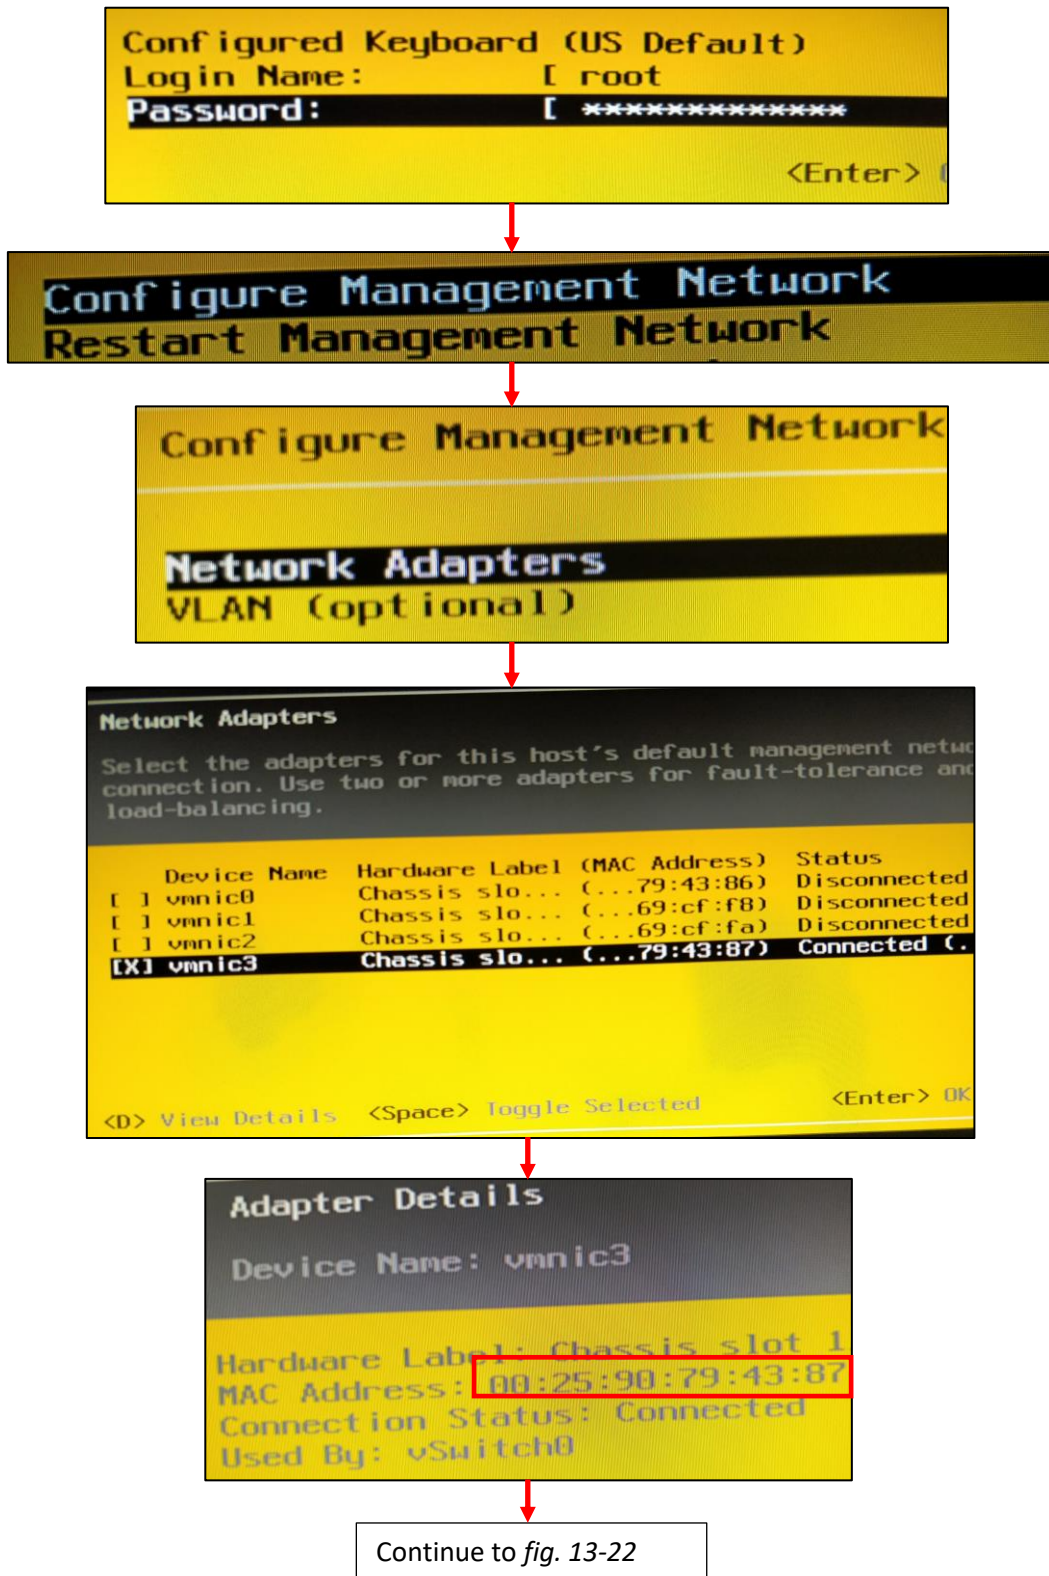 Configured Keyboard (US Default)
Login Name: [ root
Password: [ *************
<Enter>
Configure Management Network
Restart Management Network
Configure Management Network
Network Adapters
VLAN (optional)
Network Adapters
Select the adapters for this host's default management netwo
connection. Use two or more adapters for fault-tolerance and
load-balancing.
Device Name Hardware Label (MAC Address) Status
[ ] vmnic0 Chassis slo... (...79:43:86) Disconnected
[ ] vmnic1 Chassis slo... (...69:cf:f8) Disconnected
[ ] vmnic2 Chassis slo... (...69:cf:fa) Disconnected
[X] vmnic3 Chassis slo... (...79:43:87) Connected (.
<D> View Details <Space> Toggle Selected <Enter> OK
Adapter Details
Device Name: vmnic3
Hardware Label: Chassis slot 1
MAC Address: 00:25:90:79:43:87
Connection Status: Connected
Used By: vSwitch0
Continue to fig. 13-22